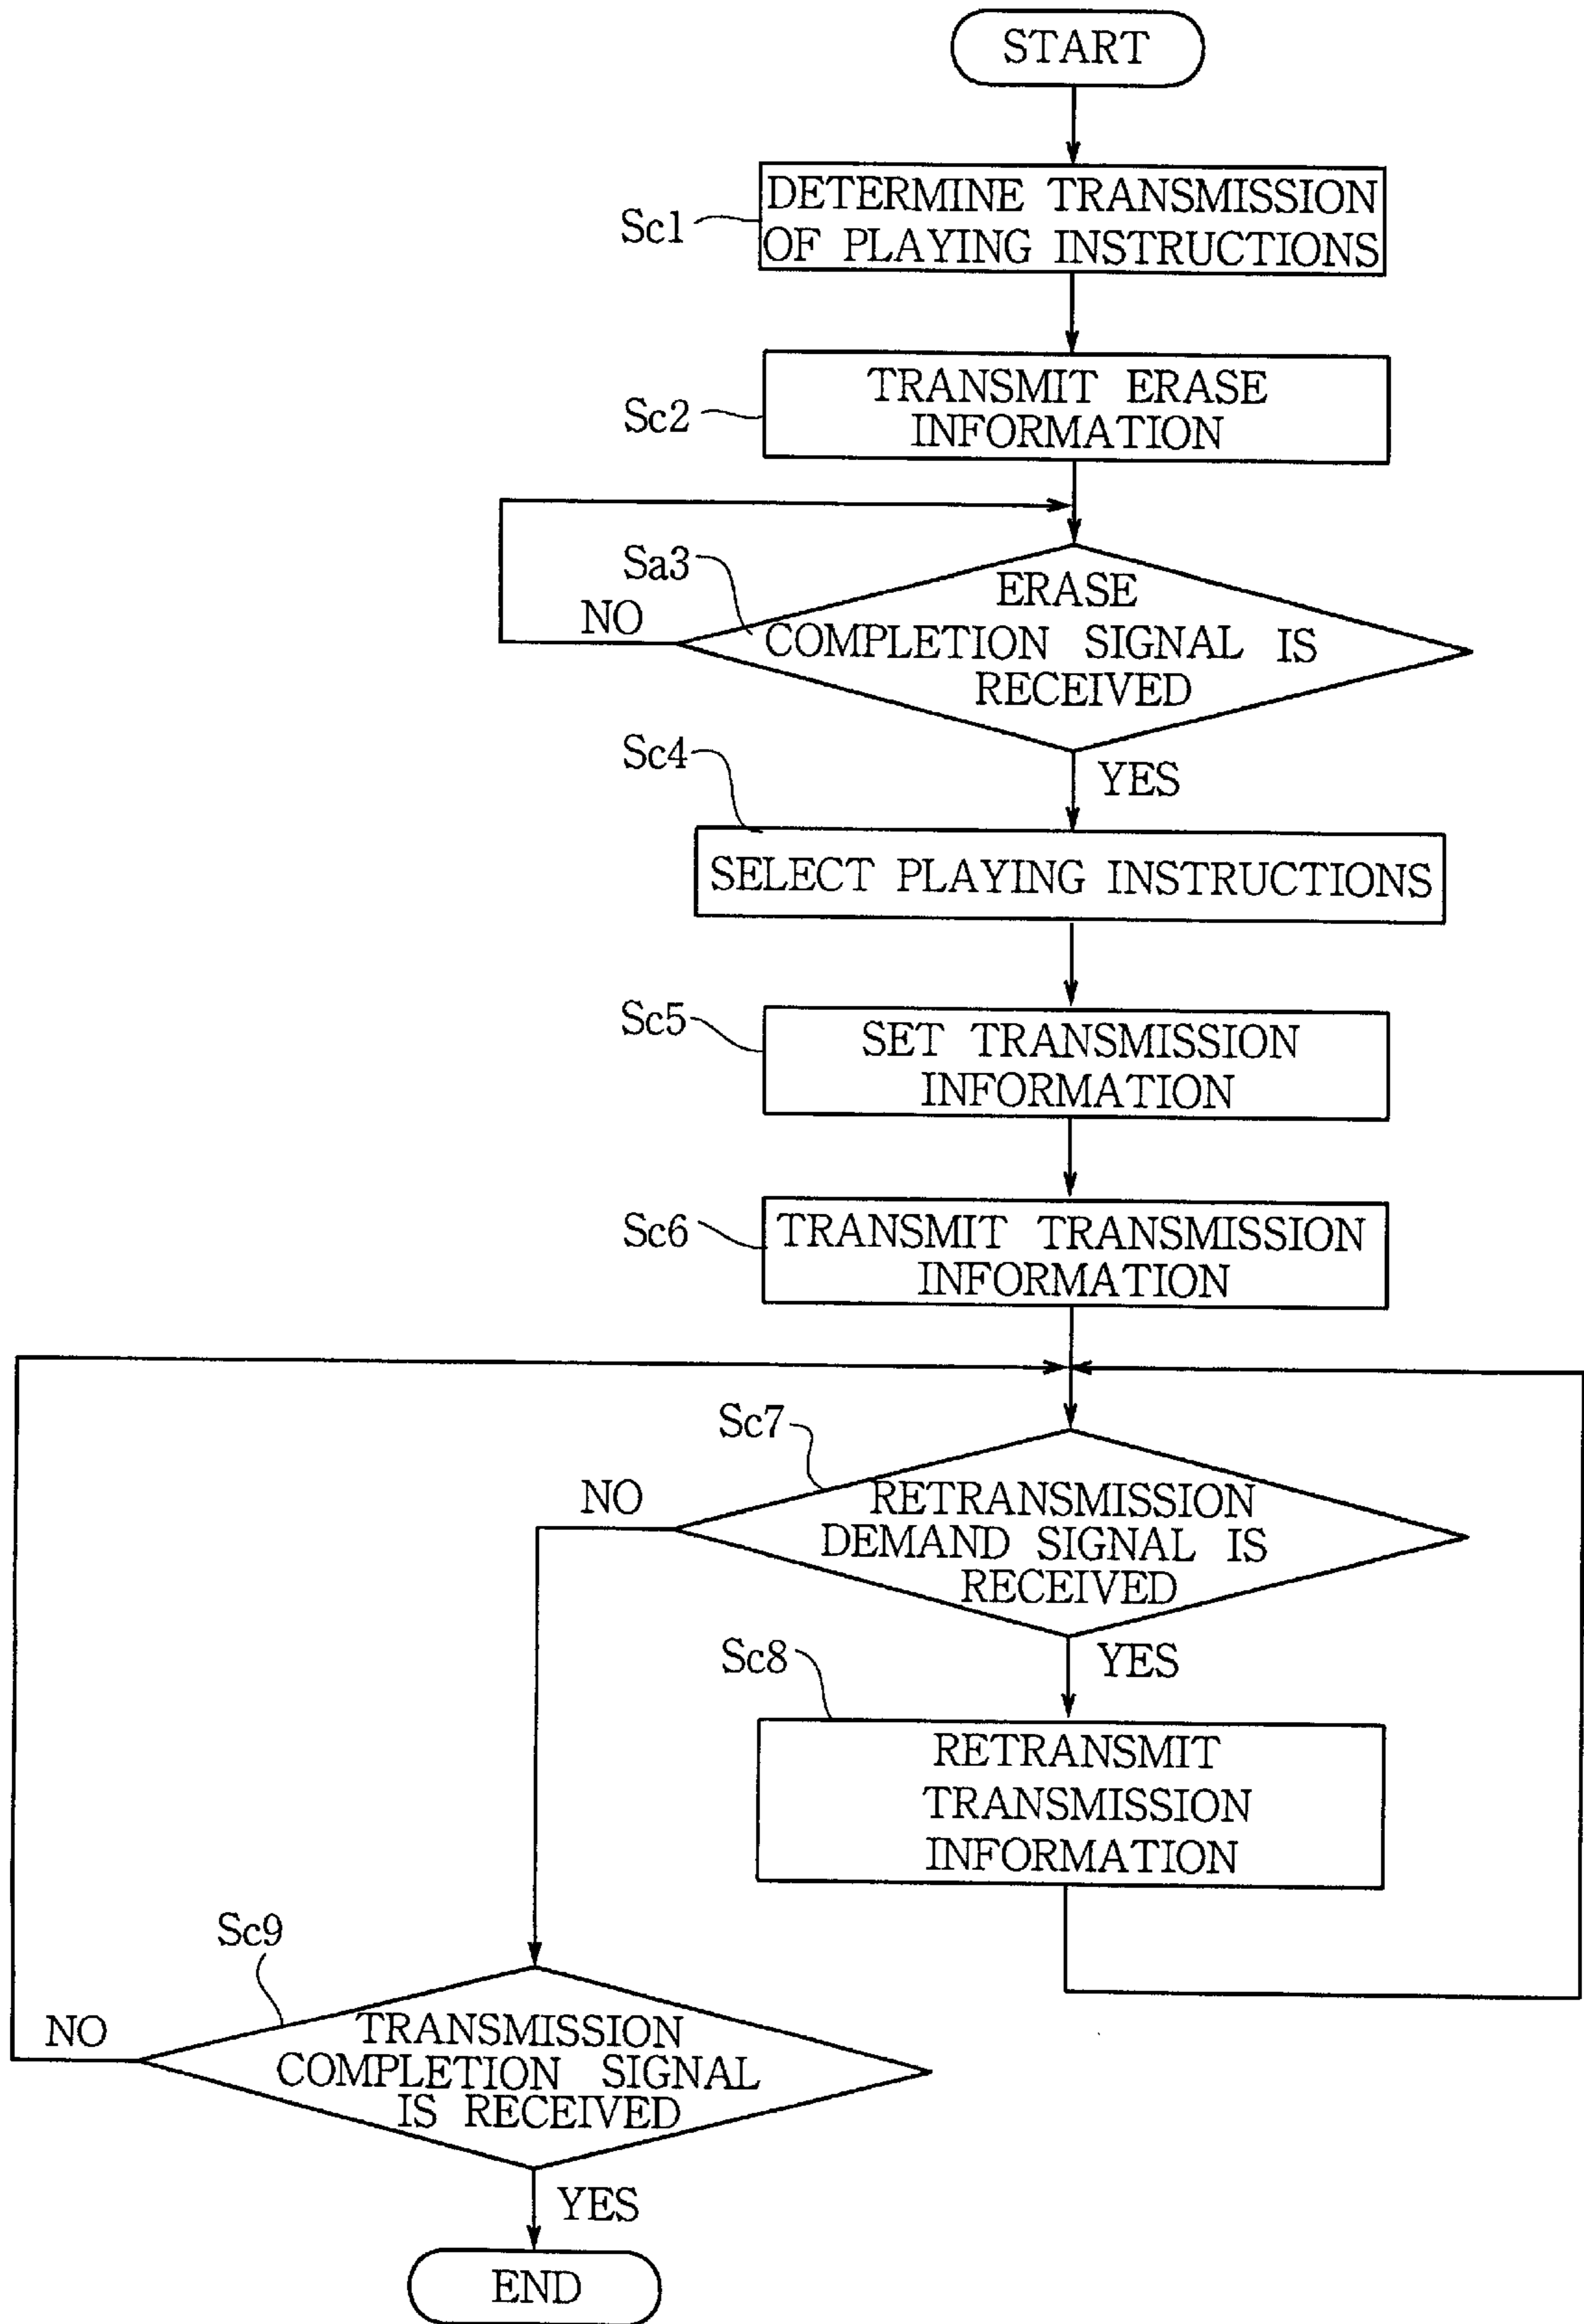 START
Sc1
DETERMINE TRANSMISSION
OF PLAYING INSTRUCTIONS
Sc2
TRANSMIT ERASE
INFORMATION
Sa3
NO
ERASE
COMPLETION SIGNAL IS
RECEIVED
YES
Sc4
SELECT PLAYING INSTRUCTIONS
Sc5
SET TRANSMISSION
INFORMATION
Sc6
TRANSMIT TRANSMISSION
INFORMATION
Sc7
NO
RETRANSMISSION
DEMAND SIGNAL IS
RECEIVED
YES
Sc8
RETRANSMIT
TRANSMISSION
INFORMATION
Sc9
NO
TRANSMISSION
COMPLETION SIGNAL
IS RECEIVED
YES
END